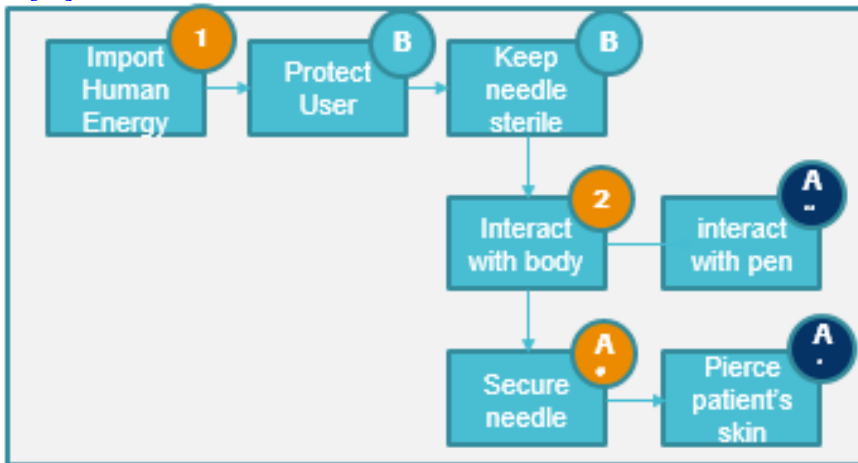 1
Import
Human
Energy
B
Protect
User
B
Keep
needle
sterile
2
Interact
with body
A
interact
with pen
A
Secure
needle
A
Pierce
patient's
skin